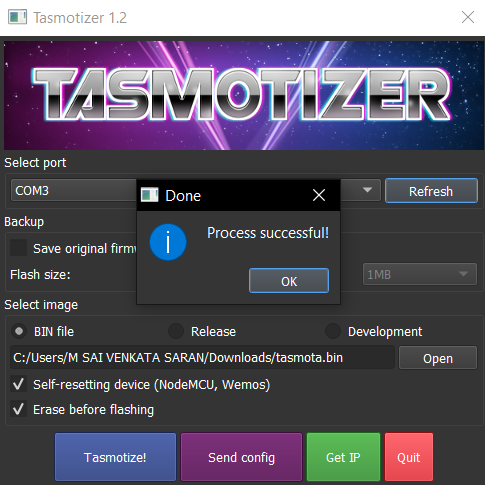 Tasmotizer 1.2
TASMOTIZER
Select port
COM3
Refresh
Done
Process successful!
OK
Backup
Save original firmw
Flash size:
1MB
Select image
BIN file
Release
Development
C:/Users/M SAI VENKATA SARAN/Downloads/tasmota.bin
Open
Self-resetting device (NodeMCU, Wemos)
Erase before flashing
Tasmotize!
Send config
Get IP
Quit